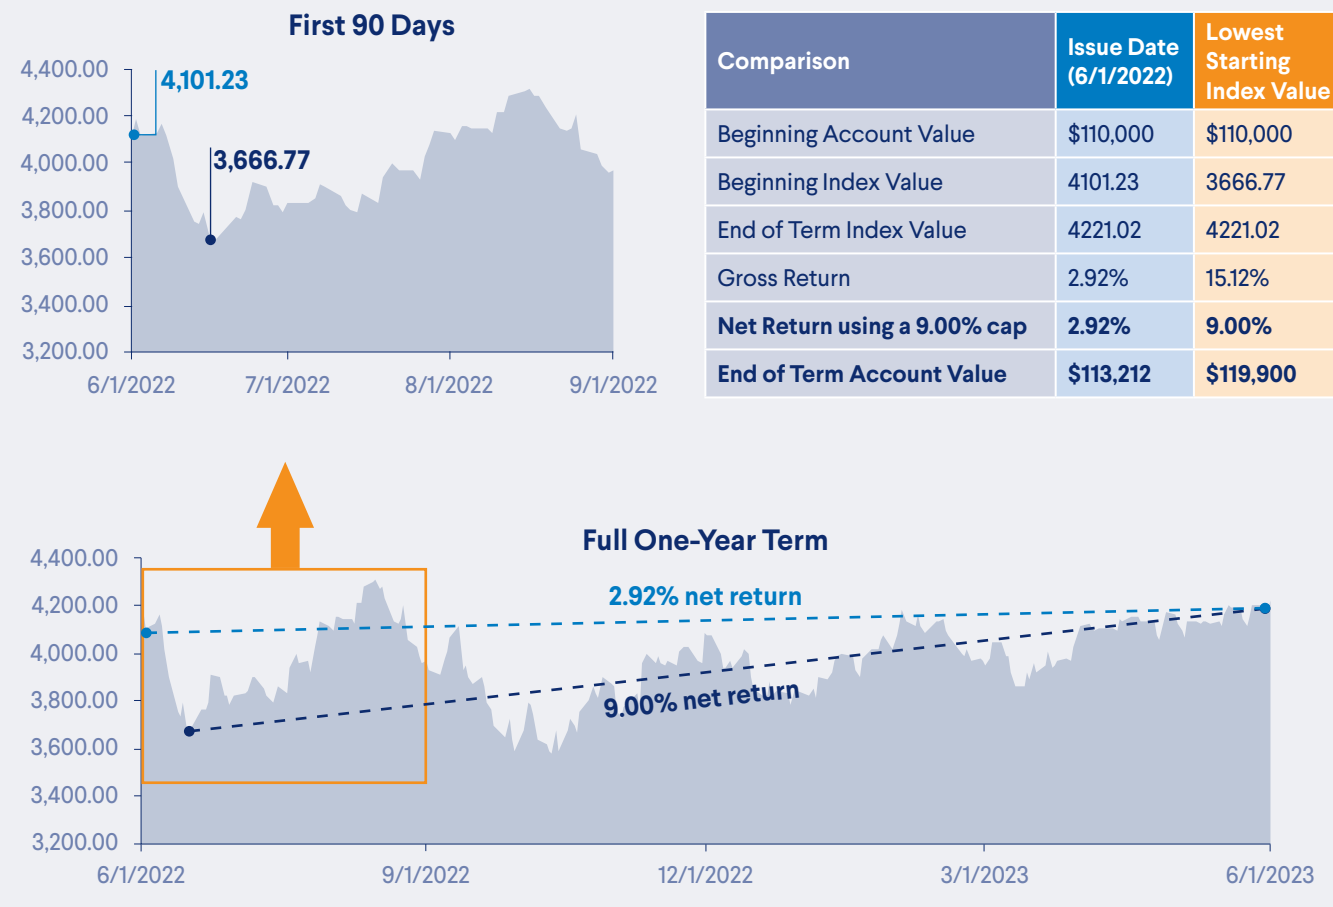 First 90 Days
4,400.00
4,200.00
4,000.00
3,800.00
3,600.00
3,400.00
3,200.00
4,101.23
3,666.77
6/1/2022 7/1/2022 8/1/2022 9/1/2022
Comparison
Issue Date
(6/1/2022)
Lowest
Starting
Index Value
Beginning Account Value $110,000 $110,000
Beginning Index Value 4101.23 3666.77
End of Term Index Value 4221.02 4221.02
Gross Return 2.92% 15.12%
Net Return using a 9.00% cap 2.92% 9.00%
End of Term Account Value $113,212 $119,900
Full One-Year Term
4,400.00
4,200.00
4,000.00
3,800.00
3,600.00
3,400.00
3,200.00
2.92% net return
9.00% net return
6/1/2022 9/1/2022 12/1/2022 3/1/2023 6/1/2023